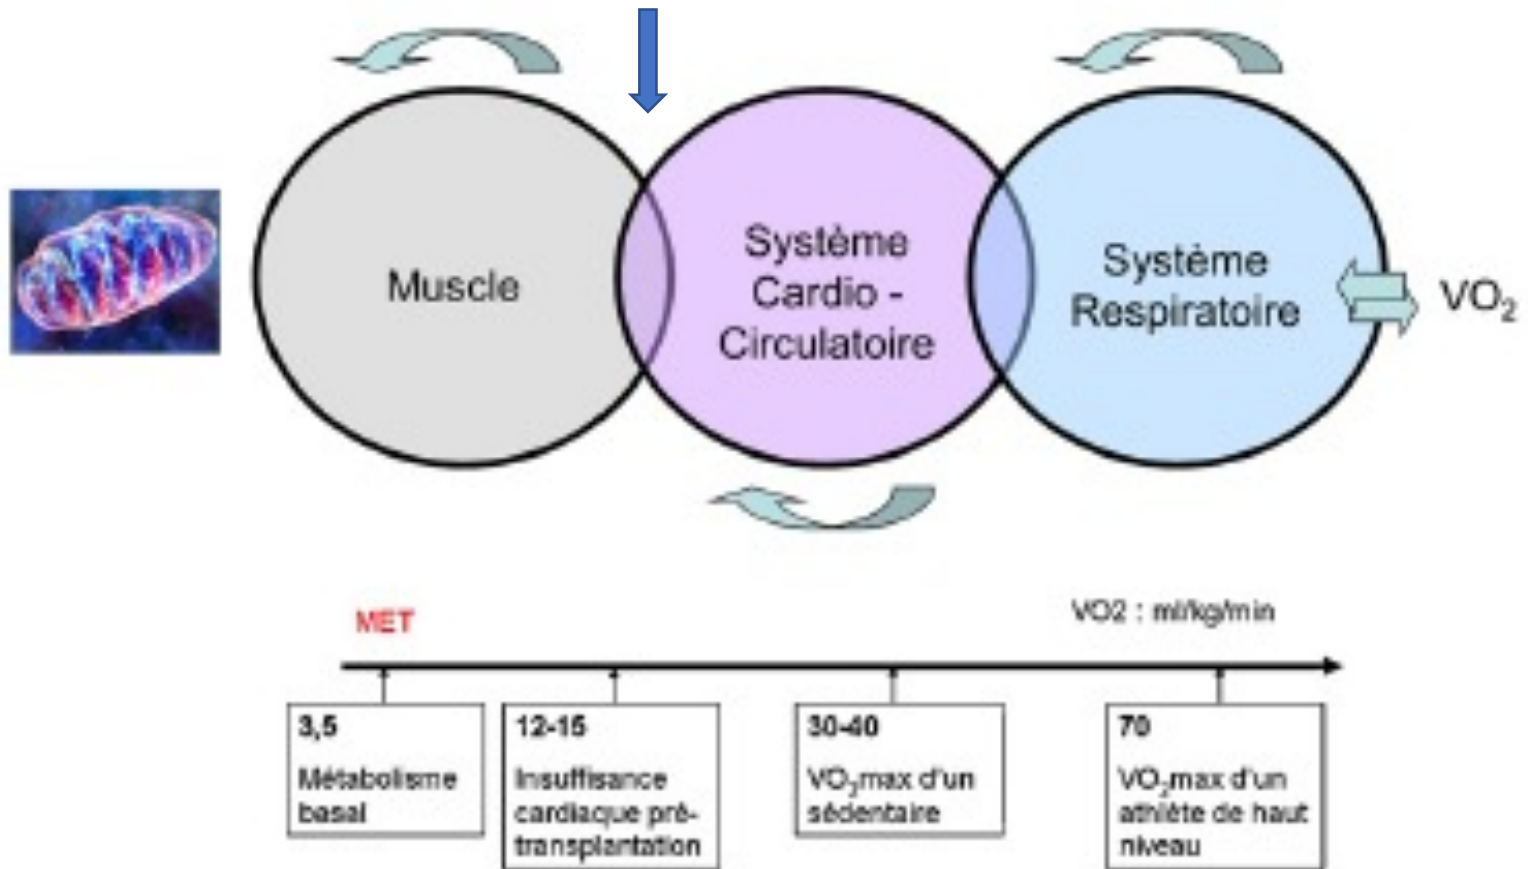 Muscle
Système
Cardio -
Circulatoire
Système
Respiratoire
VO₂
MET
VO2 : ml/kg/min
3,5
Métabolisme
basal
12-15
Insuffisance
cardiaque pré-
transplantation
30-40
VO₂max d'un
sédentaire
70
VO₂max d'un
athlète de haut
niveau